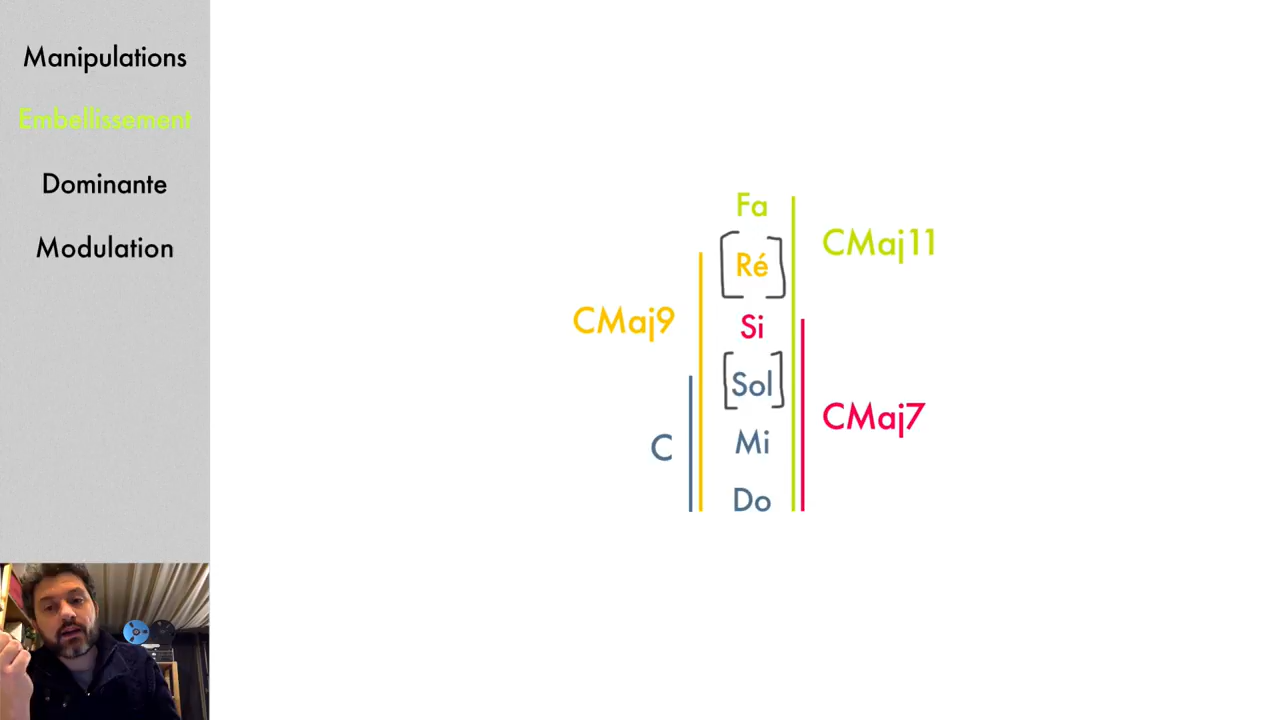 Manipulations
Embellissement
Dominante
Modulation
Fa
CMaj11
[Ré]
CMaj9
Si
[Sol]
CMaj7
C
Mi
Do